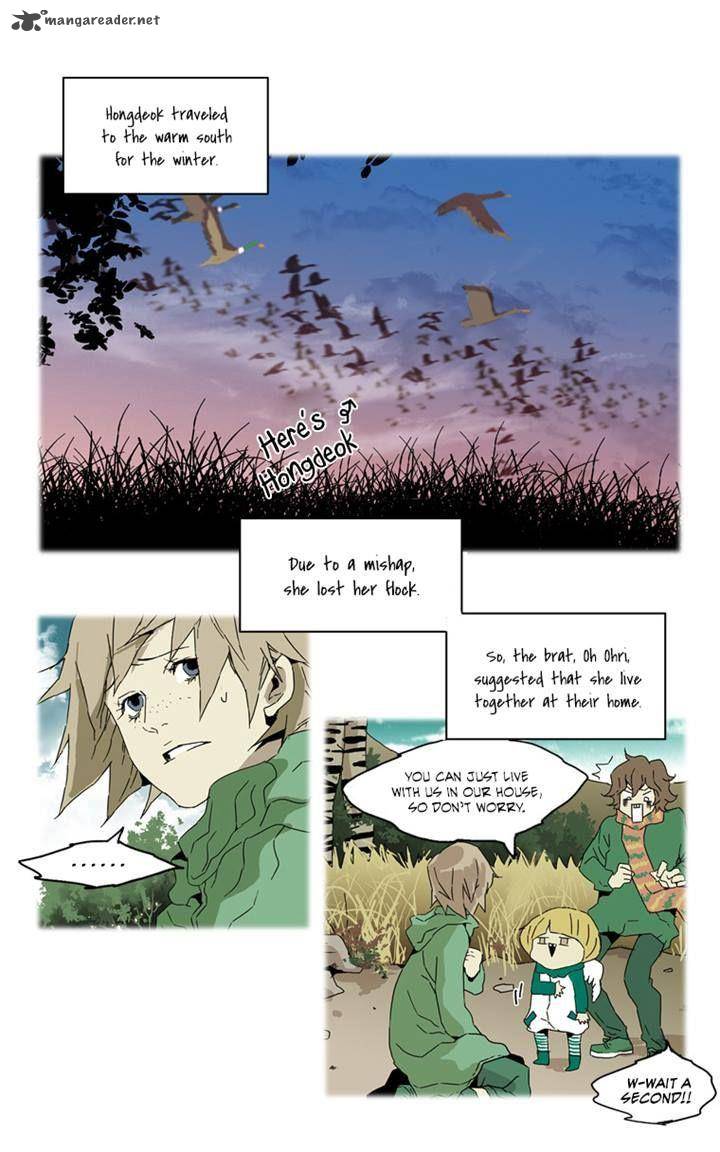 mangareader.net
Hongdeok traveled
to the warm south
for the winter.
Here's
Hongdeok
Due to a mishap,
she lost her flock.
So, the brat, Oh Ohri,
suggested that she live
together at their home.
......
YOU CAN JUST LIVE
WITH US IN OUR HOUSE,
SO DON'T WORRY.
W-WAIT A
SECOND!!